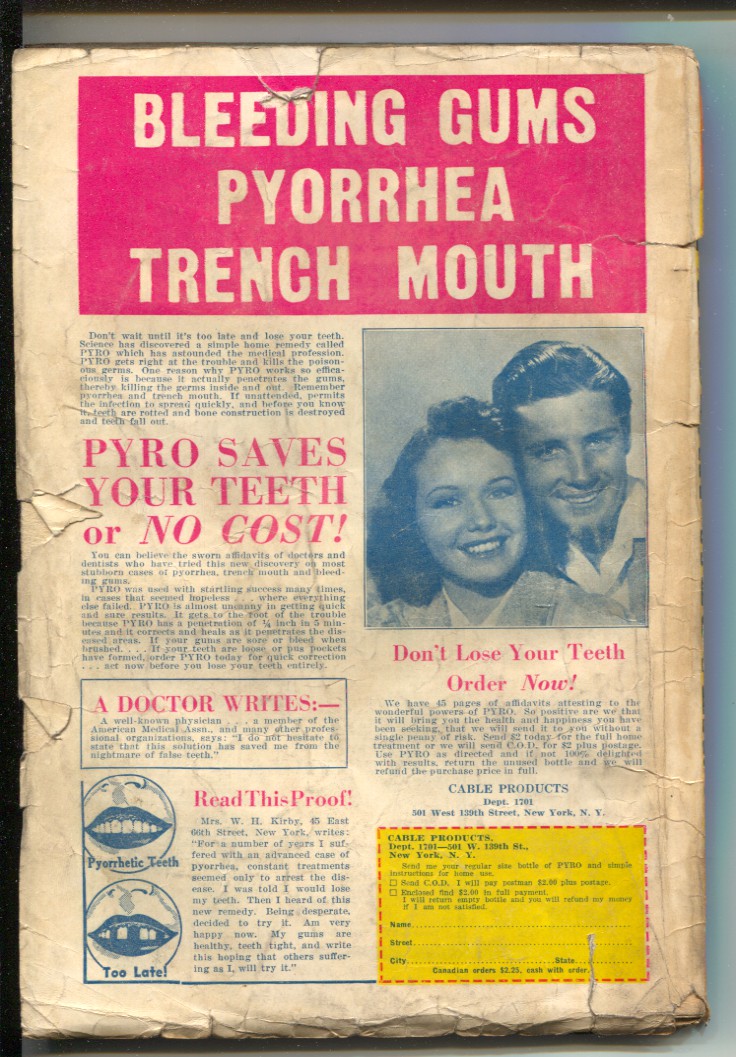 BLEEDING GUMS
PYORRHEA
TRENCH MOUTH
Don't wait until it's too late and lose your teeth.
Science has discovered a simple home remedy called
PYRO which has astounded the medical profession.
PYRO gets right at the trouble and kills the poison-
ous germs. One reason why PYRO works so effica-
ciously is because it actually penetrates the gums,
thereby killing the germs inside and out. Remember
pyorrhea and trench mouth. If unattended, permits
the infection to spread quickly, and before you know
it, teeth are rotted and bone construction is destroyed
and teeth fall out.
PYRO SAVES
YOUR TEETH
or NO COST!
You can believe the sworn affidavits of doctors and
dentists who have tried this new discovery on most
stubborn cases of pyorrhea, trench mouth and bleed-
ing gums.
PYRO was used with startling success many times,
in cases that seemed hopeless . . . where everything
else failed. PYRO is almost uncanny in getting quick
and sure results. It gets to the root of the trouble
because PYRO has a penetration of ¼ inch in 5 min-
utes and it corrects and heals as it penetrates the dis-
eased areas. If your gums are sore or bleed when
brushed. . . . If your teeth are loose or pus pockets
have formed, order PYRO today for quick correction
. . . act now before you lose your teeth entirely.
A DOCTOR WRITES:—
A well-known physician . . . a member of the
American Medical Assn., and many other profes-
sional organizations, says: "I do not hesitate to
state that this solution has saved me from the
nightmare of false teeth."
Pyorrhetic Teeth
Too Late!
Read This Proof!
Mrs. W. H. Kirby, 45 East
66th Street, New York, writes:
"For a number of years I suf-
fered with an advanced case of
pyorrhea, constant treatments
seemed only to arrest the dis-
ease. I was told I would lose
my teeth. Then I heard of this
new remedy. Being desperate,
decided to try it. Am very
happy now. My gums are
healthy, teeth tight, and write
this hoping that others suffer-
ing as I, will try it."
Don't Lose Your Teeth
Order Now!
We have 45 pages of affidavits attesting to the
wonderful powers of PYRO. So positive are we that
it will bring you the health and happiness you have
been seeking, that we will send it to you without a
single penny of risk. Send $2 today for the full home
treatment or we will send C.O.D. for $2 plus postage.
Use PYRO as directed and if not 100% delighted
with results, return the unused bottle and we will
refund the purchase price in full.
CABLE PRODUCTS
Dept. 1701
501 West 139th Street, New York, N. Y.
CABLE PRODUCTS,
Dept. 1701—501 W. 139th St.,
New York, N. Y.
Send me your regular size bottle of PYRO and simple
instructions for home use.
☐ Send C.O.D. I will pay postman $2.00 plus postage.
☐ Enclosed find $2.00 in full payment.
I will return empty bottle and you will refund my money
if I am not satisfied.
Name
Street
City State
Canadian orders $2.25, cash with order.